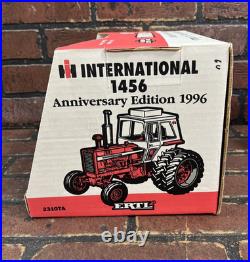 IH INTERNATIONAL
1456
Anniversary Edition 1996
2310TA
ERTL